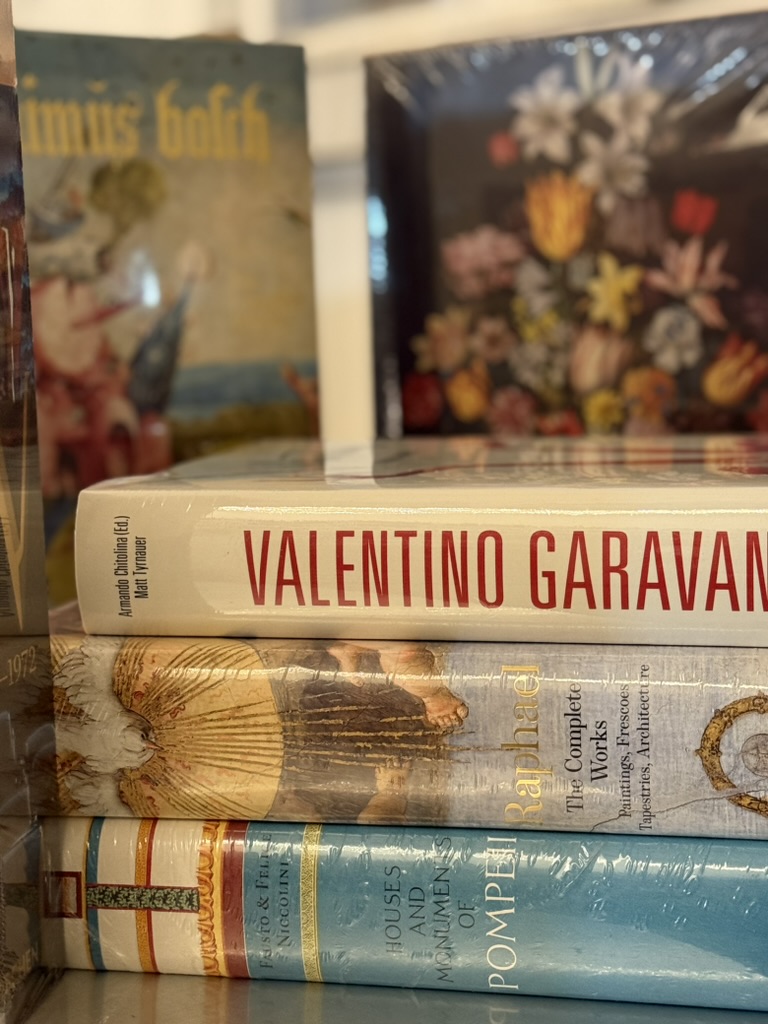 imus bosch
Armando Chitolina (Ed.)
Matt Tyrnauer
VALENTINO GARAVAN
–1972
Raphael
The Complete
Works
Paintings, Frescoes
Tapestries, Architecture
FAUSTO & FELICE
NICCOLINI
HOUSES
AND
MONUMENTS
OF
POMPEII